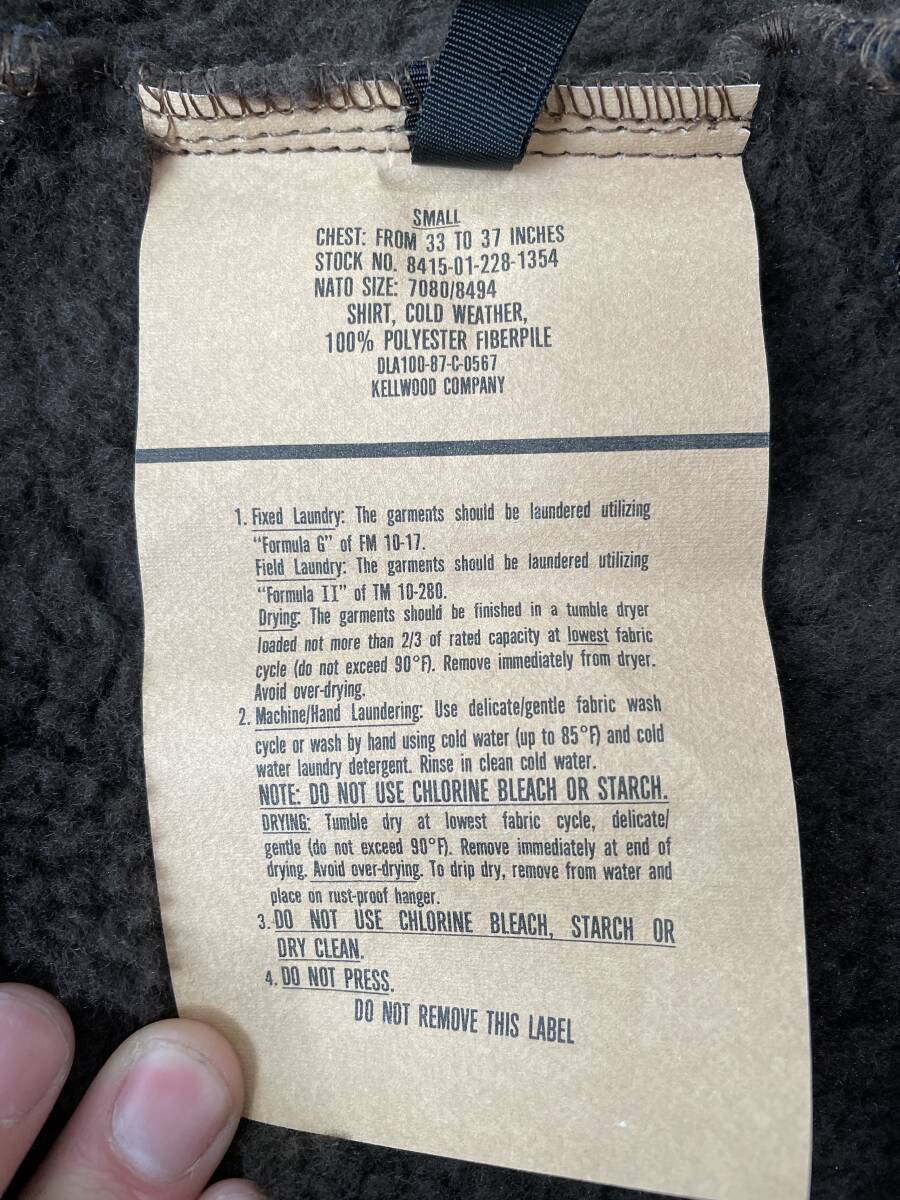 SMALL
CHEST: FROM 33 TO 37 INCHES
STOCK NO. 8415-01-228-1354
NATO SIZE: 7080/8494
SHIRT, COLD WEATHER,
100% POLYESTER FIBERPILE
DLA100-87-C-0567
KELLWOOD COMPANY
1. Fixed Laundry: The garments should be laundered utilizing
“Formula G” of FM 10-17.
Field Laundry: The garments should be laundered utilizing
“Formula II” of TM 10-280.
Drying: The garments should be finished in a tumble dryer
loaded not more than 2/3 of rated capacity at lowest fabric
cycle (do not exceed 90°F). Remove immediately from dryer.
Avoid over-drying.
2. Machine/Hand Laundering: Use delicate/gentle fabric wash
cycle or wash by hand using cold water (up to 85°F) and cold
water laundry detergent. Rinse in clean cold water.
NOTE: DO NOT USE CHLORINE BLEACH OR STARCH.
DRYING: Tumble dry at lowest fabric cycle, delicate/
gentle (do not exceed 90°F). Remove immediately at end of
drying. Avoid over-drying. To drip dry, remove from water and
place on rust-proof hanger.
3. DO NOT USE CHLORINE BLEACH, STARCH OR
DRY CLEAN.
4. DO NOT PRESS.
DO NOT REMOVE THIS LABEL